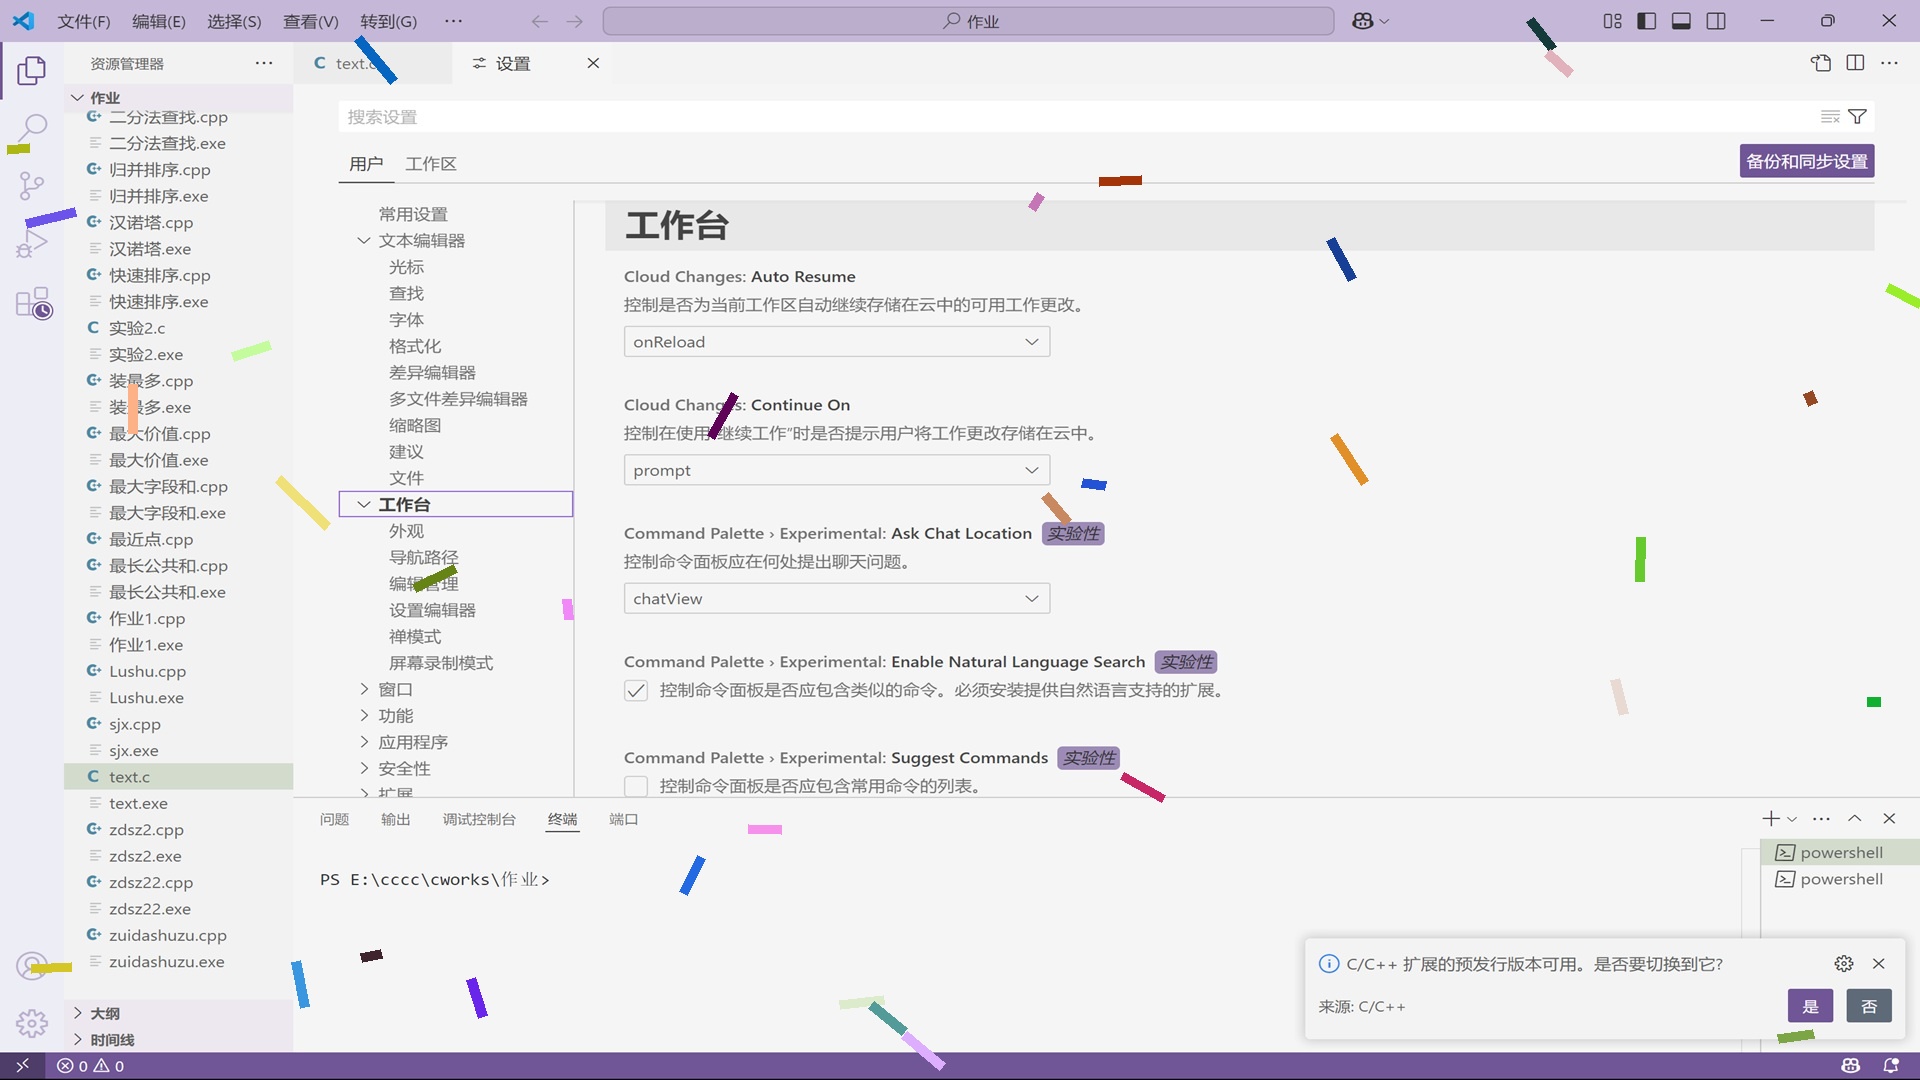 文件(F) 编辑(E) 选择(S) 查看(V) 转到(G) ··· 作业
资源管理器 ···
text.c 设置
作业
二分法查找.cpp
二分法查找.exe
归并排序.cpp
归并排序.exe
汉诺塔.cpp
汉诺塔.exe
快速排序.cpp
快速排序.exe
实验2.c
实验2.exe
装最多.cpp
装最多.exe
最大价值.cpp
最大价值.exe
最大字段和.cpp
最大字段和.exe
最近点.cpp
最长公共和.cpp
最长公共和.exe
作业1.cpp
作业1.exe
Lushu.cpp
Lushu.exe
sjx.cpp
sjx.exe
text.c
text.exe
zdsz2.cpp
zdsz2.exe
zdsz22.cpp
zdsz22.exe
zuidashuzu.cpp
zuidashuzu.exe
大纲
时间线
搜索设置
用户 工作区
备份和同步设置
常用设置
文本编辑器
光标
查找
字体
格式化
差异编辑器
多文件差异编辑器
缩略图
建议
文件
工作台
外观
导航路径
编辑管理
设置编辑器
禅模式
屏幕录制模式
窗口
功能
应用程序
安全性
扩展
工作台
Cloud Changes: Auto Resume
控制是否为当前工作区自动继续存储在云中的可用工作更改。
onReload
Cloud Changes: Continue On
控制在使用“继续工作”时是否提示用户将工作更改存储在云中。
prompt
Command Palette › Experimental: Ask Chat Location 实验性
控制命令面板应在何处提出聊天问题。
chatView
Command Palette › Experimental: Enable Natural Language Search 实验性
控制命令面板是否应包含类似的命令。必须安装提供自然语言支持的扩展。
Command Palette › Experimental: Suggest Commands 实验性
控制命令面板是否应包含常用命令的列表。
问题 输出 调试控制台 终端 端口
PS E:\cccc\cworks\作业>
powershell
powershell
C/C++ 扩展的预发行版本可用。是否要切换到它?
来源: C/C++
是 否
0 0